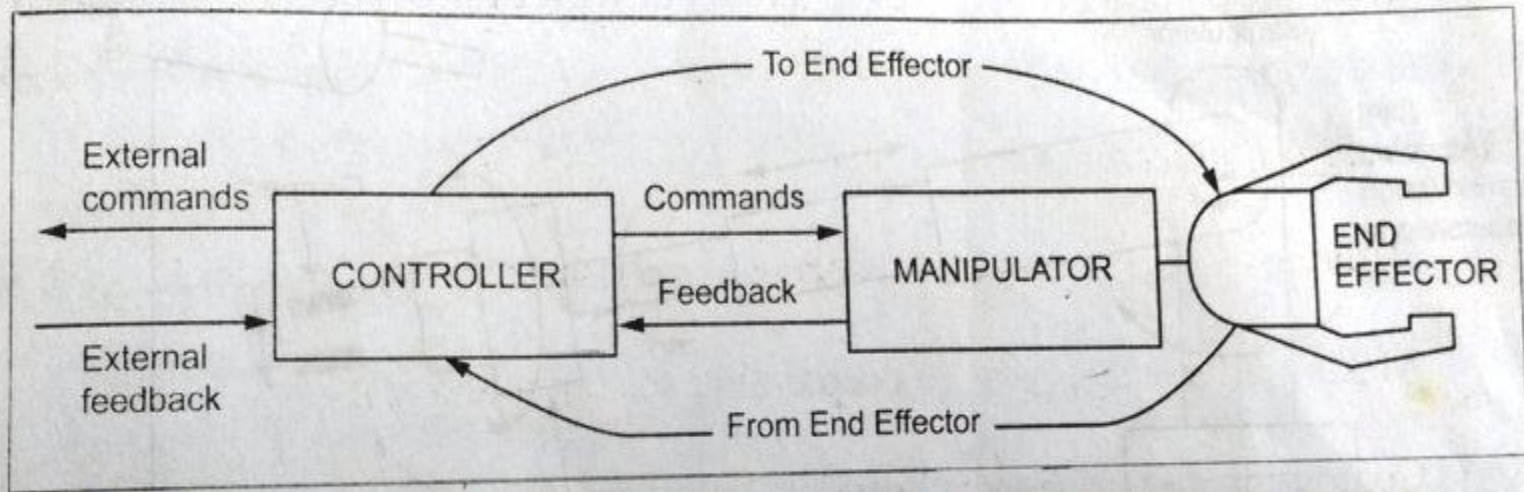 To End Effector
External
commands
Commands
CONTROLLER
MANIPULATOR
END
EFFECTOR
Feedback
External
feedback
From End Effector